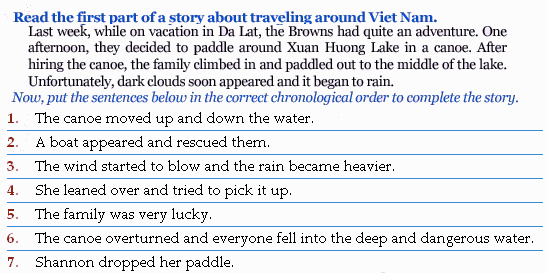 Read the first part of a story about traveling around Viet Nam.
Last week, while on vacation in Da Lat, the Browns had quite an adventure. One
afternoon, they decided to paddle around Xuan Huong Lake in a canoe. After
hiring the canoe, the family climbed in and paddled out to the middle of the lake.
Unfortunately, dark clouds soon appeared and it began to rain.
Now, put the sentences below in the correct chronological order to complete the story.
1. The canoe moved up and down the water.
2. A boat appeared and rescued them.
3. The wind started to blow and the rain became heavier.
4. She leaned over and tried to pick it up.
5. The family was very lucky.
6. The canoe overturned and everyone fell into the deep and dangerous water.
7. Shannon dropped her paddle.